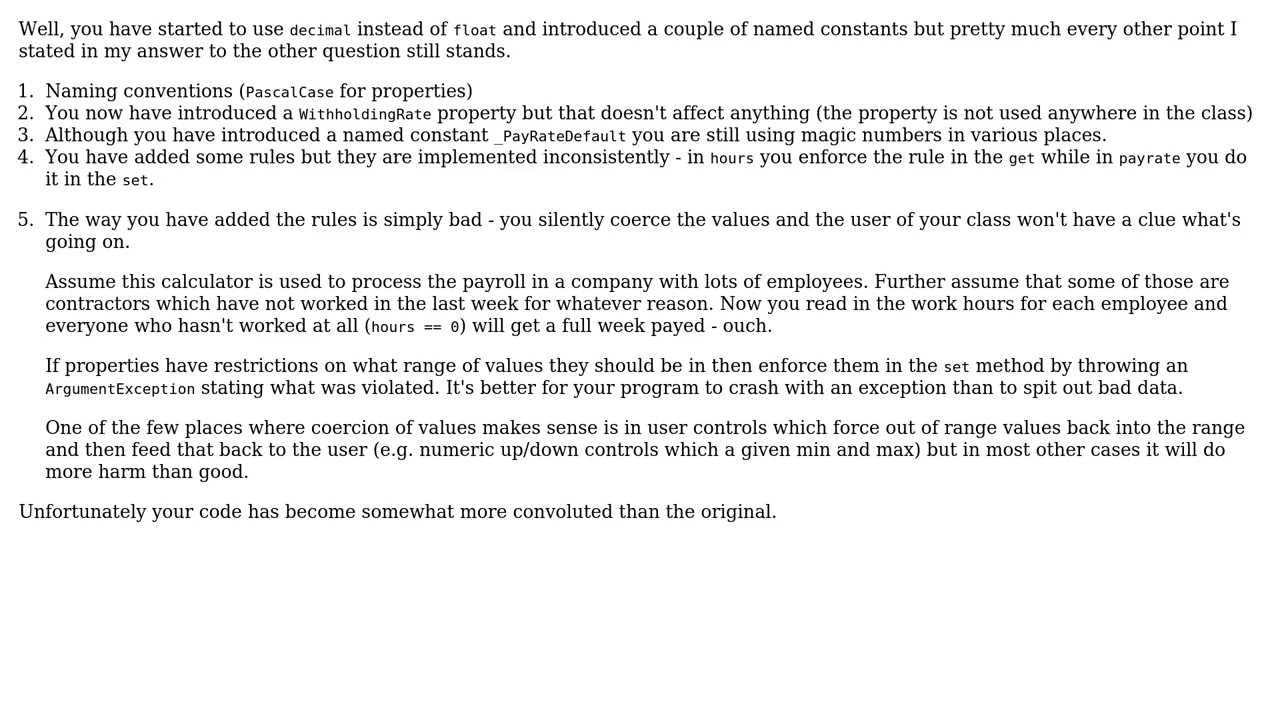 Well, you have started to use decimal instead of float and introduced a couple of named constants but pretty much every other point I
stated in my answer to the other question still stands.
1. Naming conventions (PascalCase for properties)
2. You now have introduced a WithholdingRate property but that doesn't affect anything (the property is not used anywhere in the class)
3. Although you have introduced a named constant _PayRateDefault you are still using magic numbers in various places.
4. You have added some rules but they are implemented inconsistently - in hours you enforce the rule in the get while in payrate you do
it in the set.
5. The way you have added the rules is simply bad - you silently coerce the values and the user of your class won't have a clue what's
going on.
Assume this calculator is used to process the payroll in a company with lots of employees. Further assume that some of those are
contractors which have not worked in the last week for whatever reason. Now you read in the work hours for each employee and
everyone who hasn't worked at all (hours == 0) will get a full week payed - ouch.
If properties have restrictions on what range of values they should be in then enforce them in the set method by throwing an
ArgumentException stating what was violated. It's better for your program to crash with an exception than to spit out bad data.
One of the few places where coercion of values makes sense is in user controls which force out of range values back into the range
and then feed that back to the user (e.g. numeric up/down controls which a given min and max) but in most other cases it will do
more harm than good.
Unfortunately your code has become somewhat more convoluted than the original.